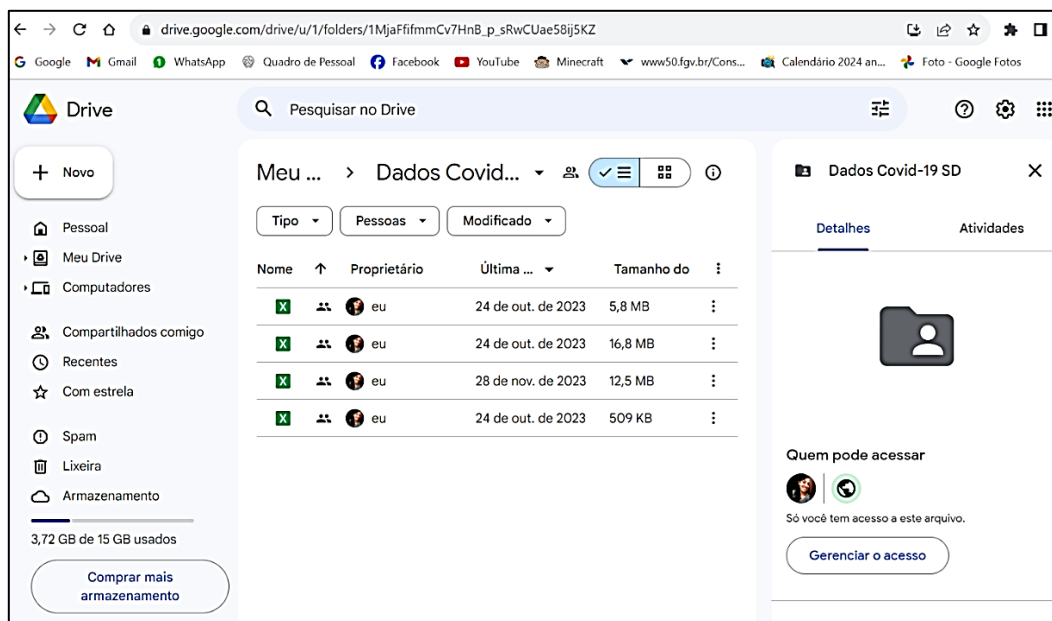 drive.google.com/drive/u/1/folders/1MjaFfifmmCv7HnB_p_sRwCUae58ij5KZ
Google Gmail WhatsApp Quadro de Pessoal Facebook YouTube Minecraft www50.fgv.br/Cons... Calendário 2024 an... Foto - Google Fotos
Drive
Pesquisar no Drive
Novo
Pessoal
Meu Drive
Computadores
Compartilhados comigo
Recentes
Com estrela
Spam
Lixeira
Armazenamento
3,72 GB de 15 GB usados
Comprar mais
armazenamento
Meu ... > Dados Covid...
Tipo Pessoas Modificado
Nome Proprietário Última ... Tamanho do
eu 24 de out. de 2023 5,8 MB
eu 24 de out. de 2023 16,8 MB
eu 28 de nov. de 2023 12,5 MB
eu 24 de out. de 2023 509 KB
Dados Covid-19 SD
Detalhes Atividades
Quem pode acessar
Só você tem acesso a este arquivo.
Gerenciar o acesso